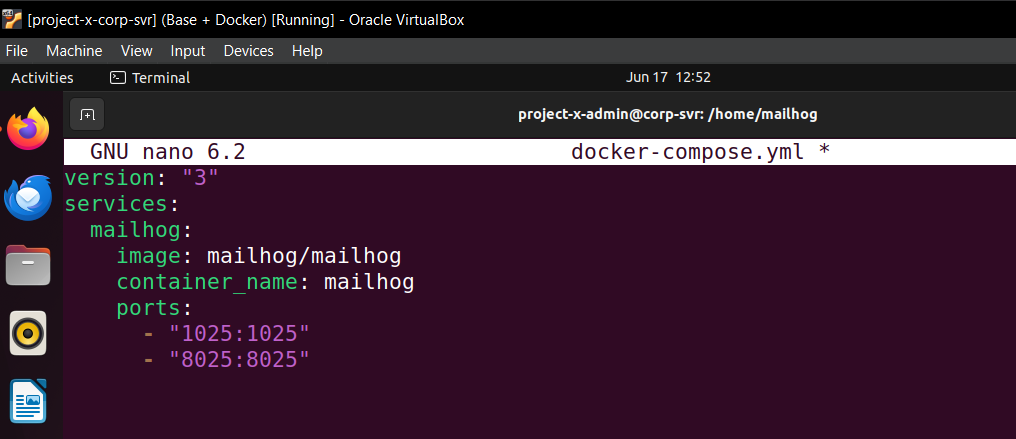 [project-x-corp-svr] (Base + Docker) [Running] - Oracle VirtualBox
File Machine View Input Devices Help
Activities Terminal Jun 17 12:52
project-x-admin@corp-svr: /home/mailhog
GNU nano 6.2 docker-compose.yml *
version: "3"
services:
  mailhog:
    image: mailhog/mailhog
    container_name: mailhog
    ports:
      - "1025:1025"
      - "8025:8025"